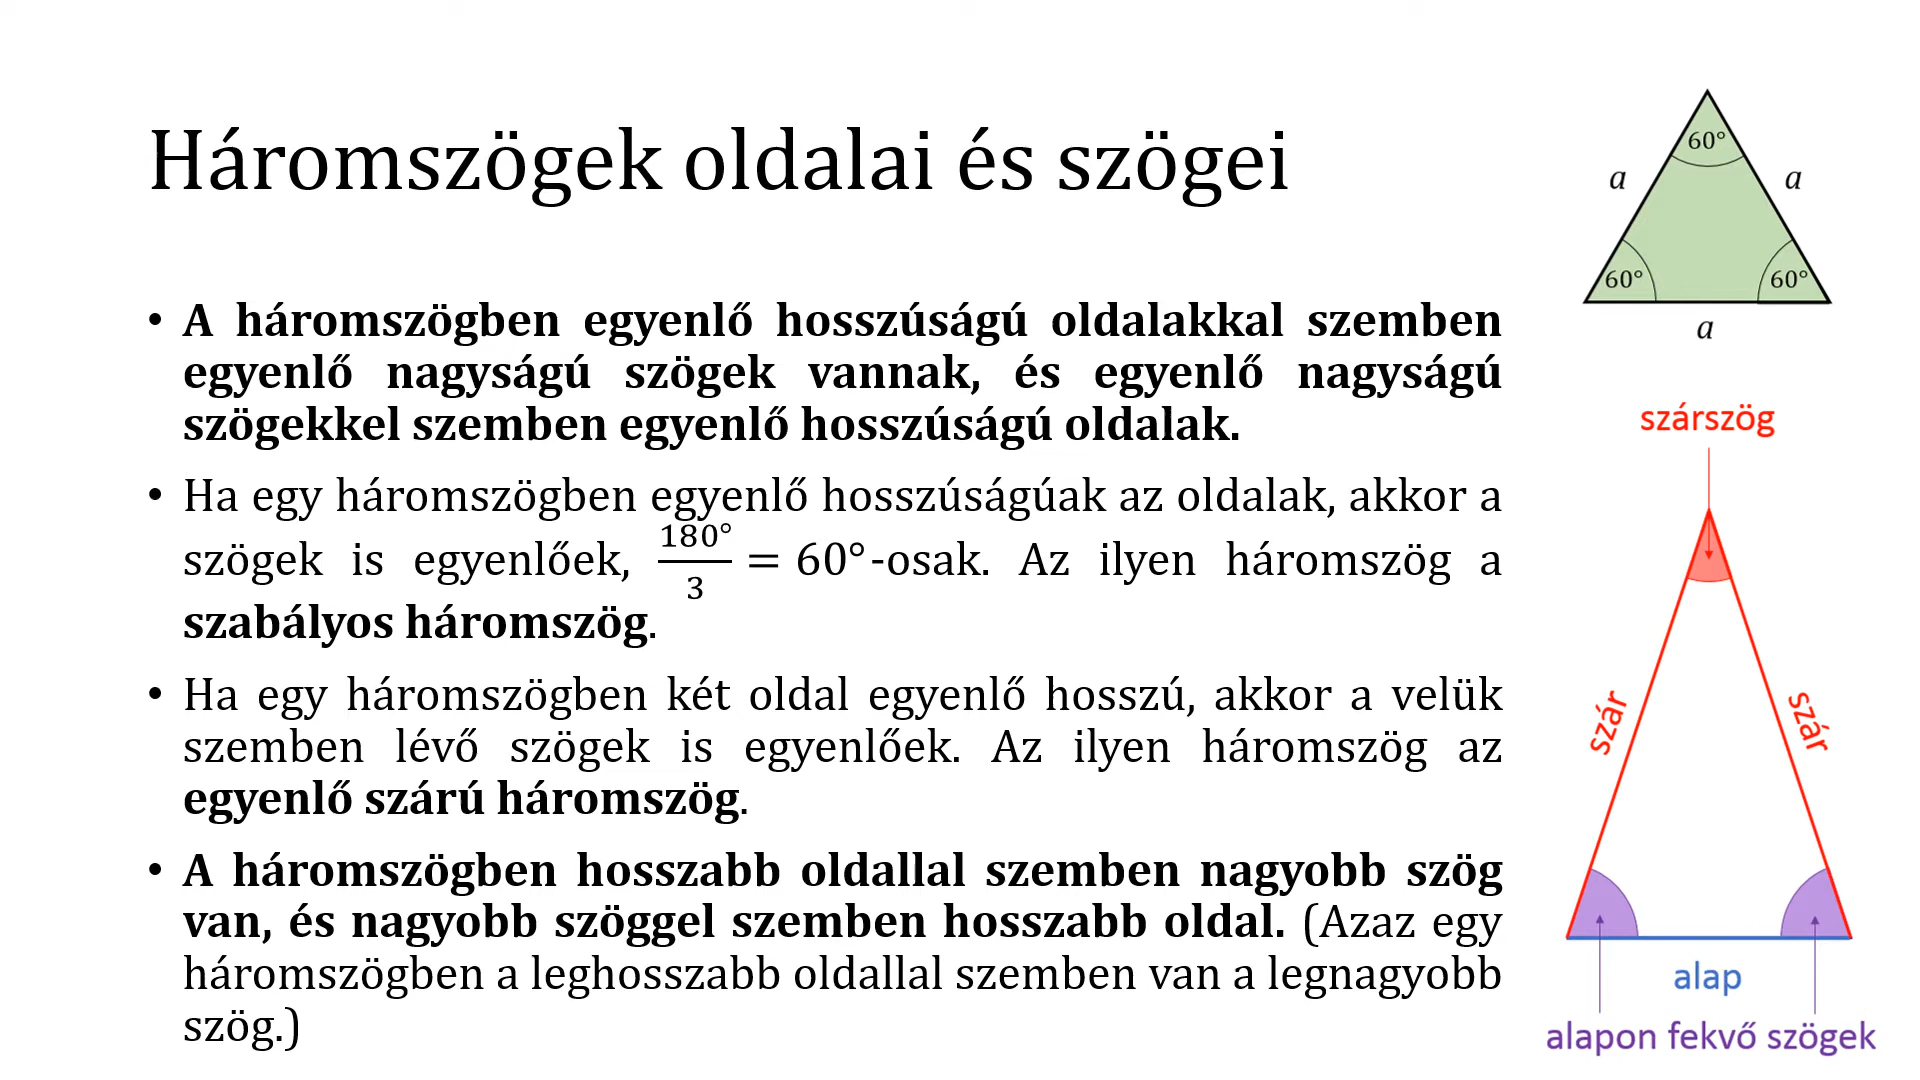 Háromszögek oldalai és szögei
• A háromszögben egyenlő hosszúságú oldalakkal szemben
egyenlő nagyságú szögek vannak, és egyenlő nagyságú
szögekkel szemben egyenlő hosszúságú oldalak.
• Ha egy háromszögben egyenlő hosszúságúak az oldalak, akkor a
szögek is egyenlőek, 180°/3 = 60°-osak. Az ilyen háromszög a
szabályos háromszög.
• Ha egy háromszögben két oldal egyenlő hosszú, akkor a velük
szemben lévő szögek is egyenlőek. Az ilyen háromszög az
egyenlő szárú háromszög.
• A háromszögben hosszabb oldallal szemben nagyobb szög
van, és nagyobb szöggel szemben hosszabb oldal. (Azaz egy
háromszögben a leghosszabb oldallal szemben van a legnagyobb
szög.)
60°
a
a
60°
60°
a
szárszög
szár
szár
alap
alapon fekvő szögek